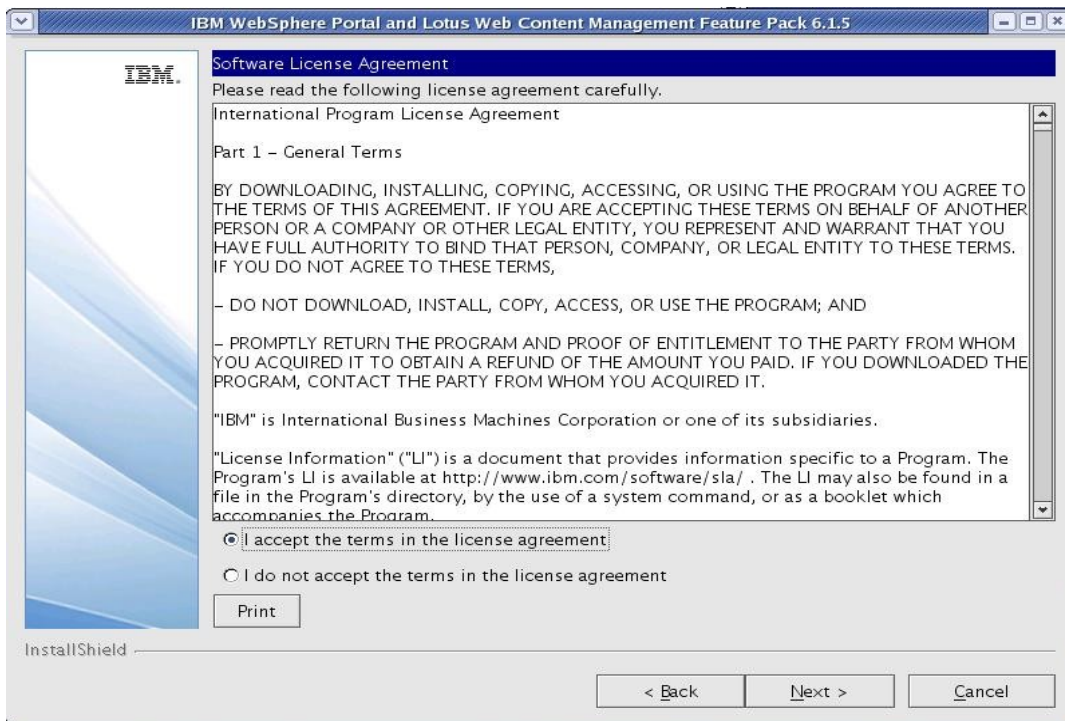 IBM WebSphere Portal and Lotus Web Content Management Feature Pack 6.1.5
IBM.
Software License Agreement
Please read the following license agreement carefully.
International Program License Agreement
Part 1 – General Terms
BY DOWNLOADING, INSTALLING, COPYING, ACCESSING, OR USING THE PROGRAM YOU AGREE TO
THE TERMS OF THIS AGREEMENT. IF YOU ARE ACCEPTING THESE TERMS ON BEHALF OF ANOTHER
PERSON OR A COMPANY OR OTHER LEGAL ENTITY, YOU REPRESENT AND WARRANT THAT YOU
HAVE FULL AUTHORITY TO BIND THAT PERSON, COMPANY, OR LEGAL ENTITY TO THESE TERMS.
IF YOU DO NOT AGREE TO THESE TERMS,
– DO NOT DOWNLOAD, INSTALL, COPY, ACCESS, OR USE THE PROGRAM; AND
– PROMPTLY RETURN THE PROGRAM AND PROOF OF ENTITLEMENT TO THE PARTY FROM WHOM
YOU ACQUIRED IT TO OBTAIN A REFUND OF THE AMOUNT YOU PAID. IF YOU DOWNLOADED THE
PROGRAM, CONTACT THE PARTY FROM WHOM YOU ACQUIRED IT.
"IBM" is International Business Machines Corporation or one of its subsidiaries.
"License Information" ("LI") is a document that provides information specific to a Program. The
Program's LI is available at http://www.ibm.com/software/sla/ . The LI may also be found in a
file in the Program's directory, by the use of a system command, or as a booklet which
accompanies the Program.
I accept the terms in the license agreement
I do not accept the terms in the license agreement
Print
InstallShield
< Back
Next >
Cancel